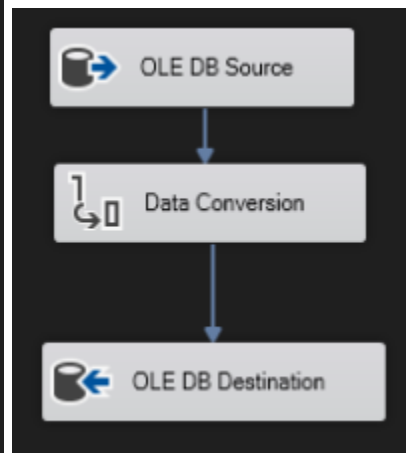 OLE DB Source
Data Conversion
OLE DB Destination